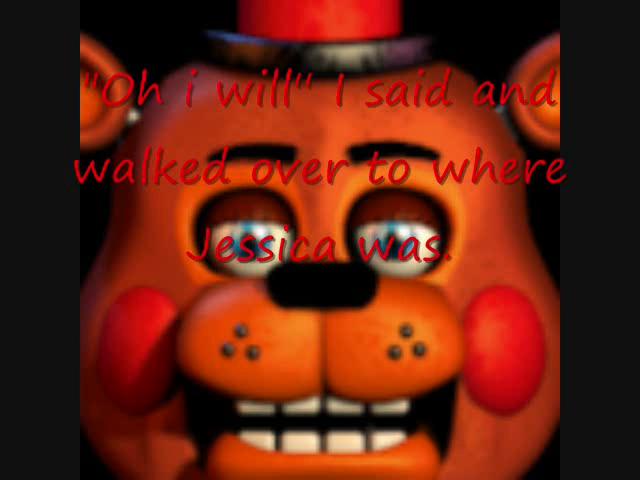 "Oh i will" I said and
walked over to where
Jessica was.